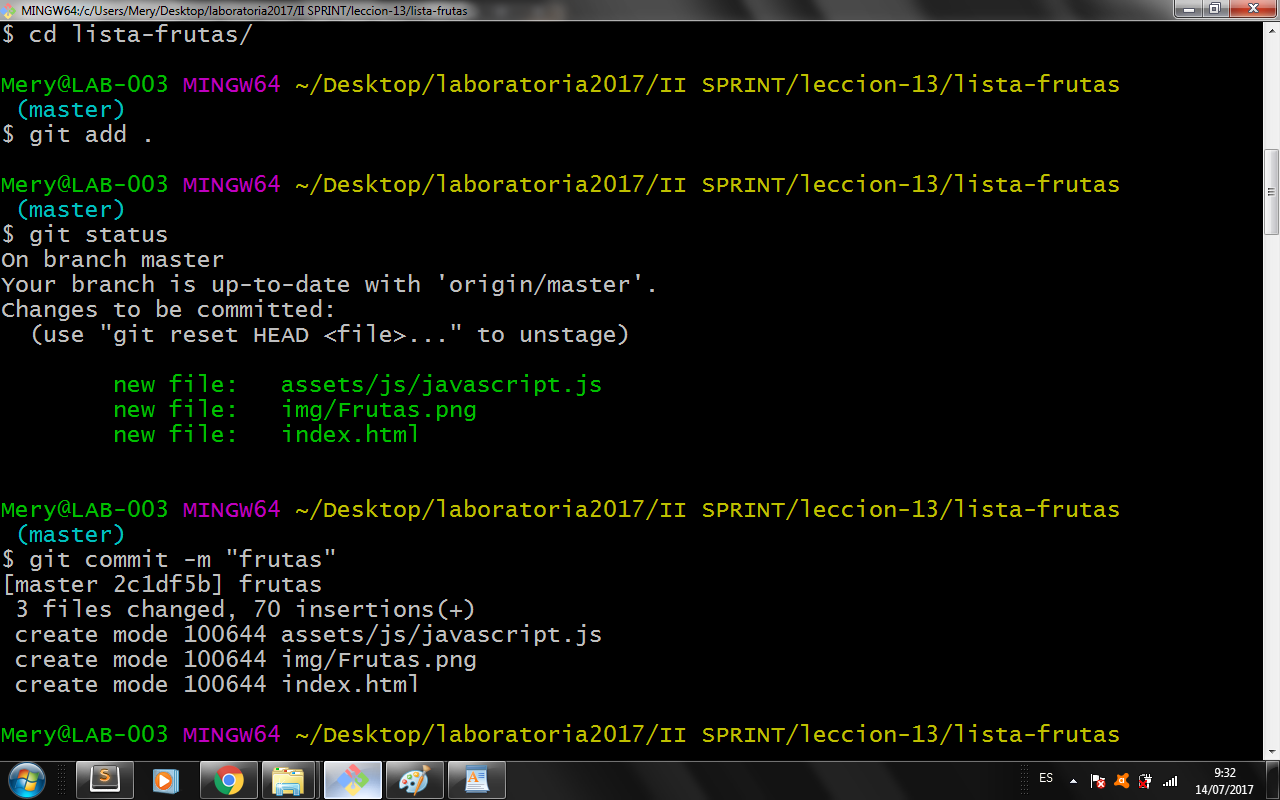 MINGW64:/c/Users/Mery/Desktop/laboratoria2017/II SPRINT/leccion-13/lista-frutas
$ cd lista-frutas/
Mery@LAB-003 MINGW64 ~/Desktop/laboratoria2017/II SPRINT/leccion-13/lista-frutas
(master)
$ git add .
Mery@LAB-003 MINGW64 ~/Desktop/laboratoria2017/II SPRINT/leccion-13/lista-frutas
(master)
$ git status
On branch master
Your branch is up-to-date with 'origin/master'.
Changes to be committed:
(use "git reset HEAD <file>..." to unstage)
new file: assets/js/javascript.js
new file: img/Frutas.png
new file: index.html
Mery@LAB-003 MINGW64 ~/Desktop/laboratoria2017/II SPRINT/leccion-13/lista-frutas
(master)
$ git commit -m "frutas"
[master 2c1df5b] frutas
3 files changed, 70 insertions(+)
create mode 100644 assets/js/javascript.js
create mode 100644 img/Frutas.png
create mode 100644 index.html
Mery@LAB-003 MINGW64 ~/Desktop/laboratoria2017/II SPRINT/leccion-13/lista-frutas
ES
9:32
14/07/2017